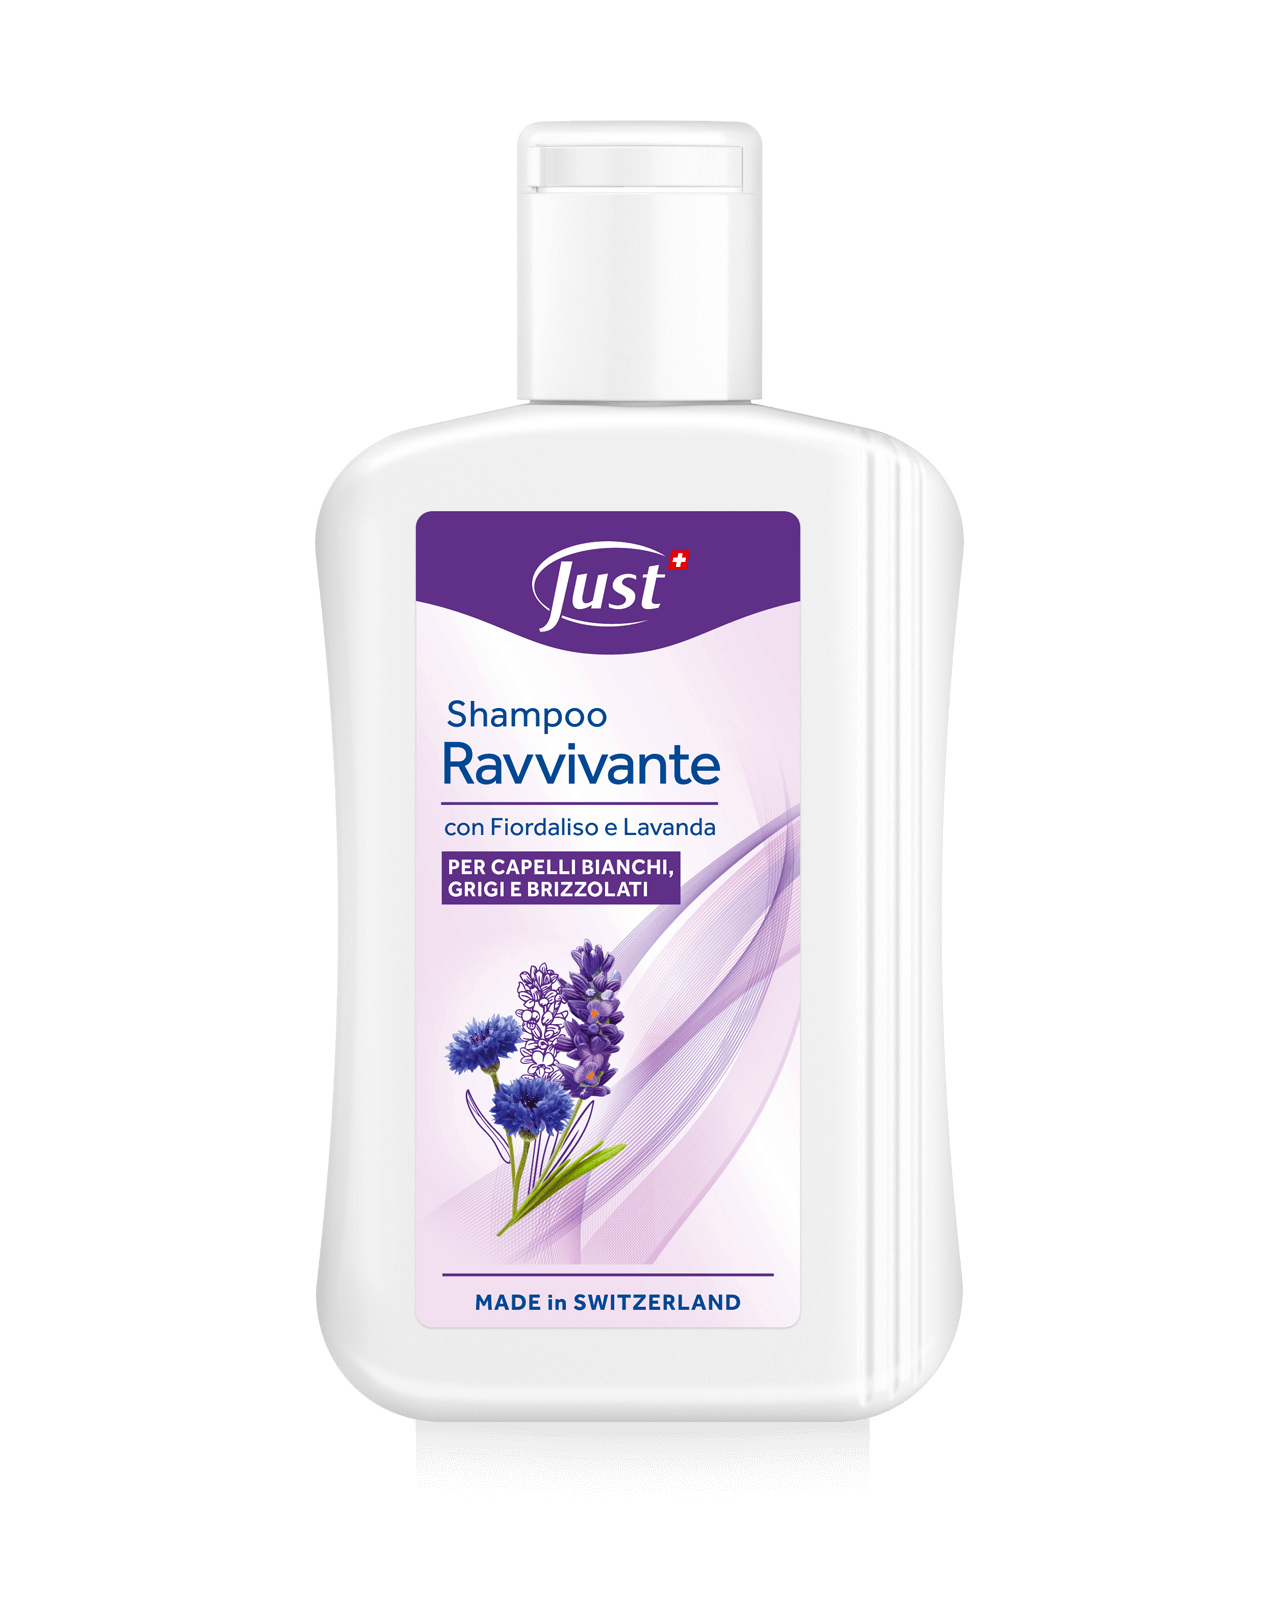 Just
Shampoo
Ravvivante
con Fiordaliso e Lavanda
PER CAPELLI BIANCHI,
GRIGI E BRIZZOLATI
MADE in SWITZERLAND